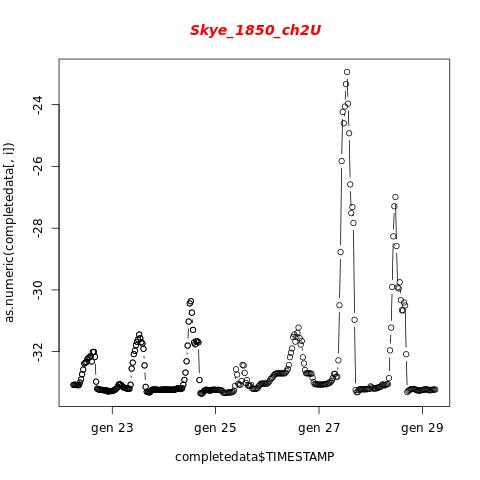 Skye_1850_ch2U
as.numeric(completedata[, i])
-24
-26
-28
-30
-32
gen 23
gen 25
gen 27
gen 29
completedata$TIMESTAMP